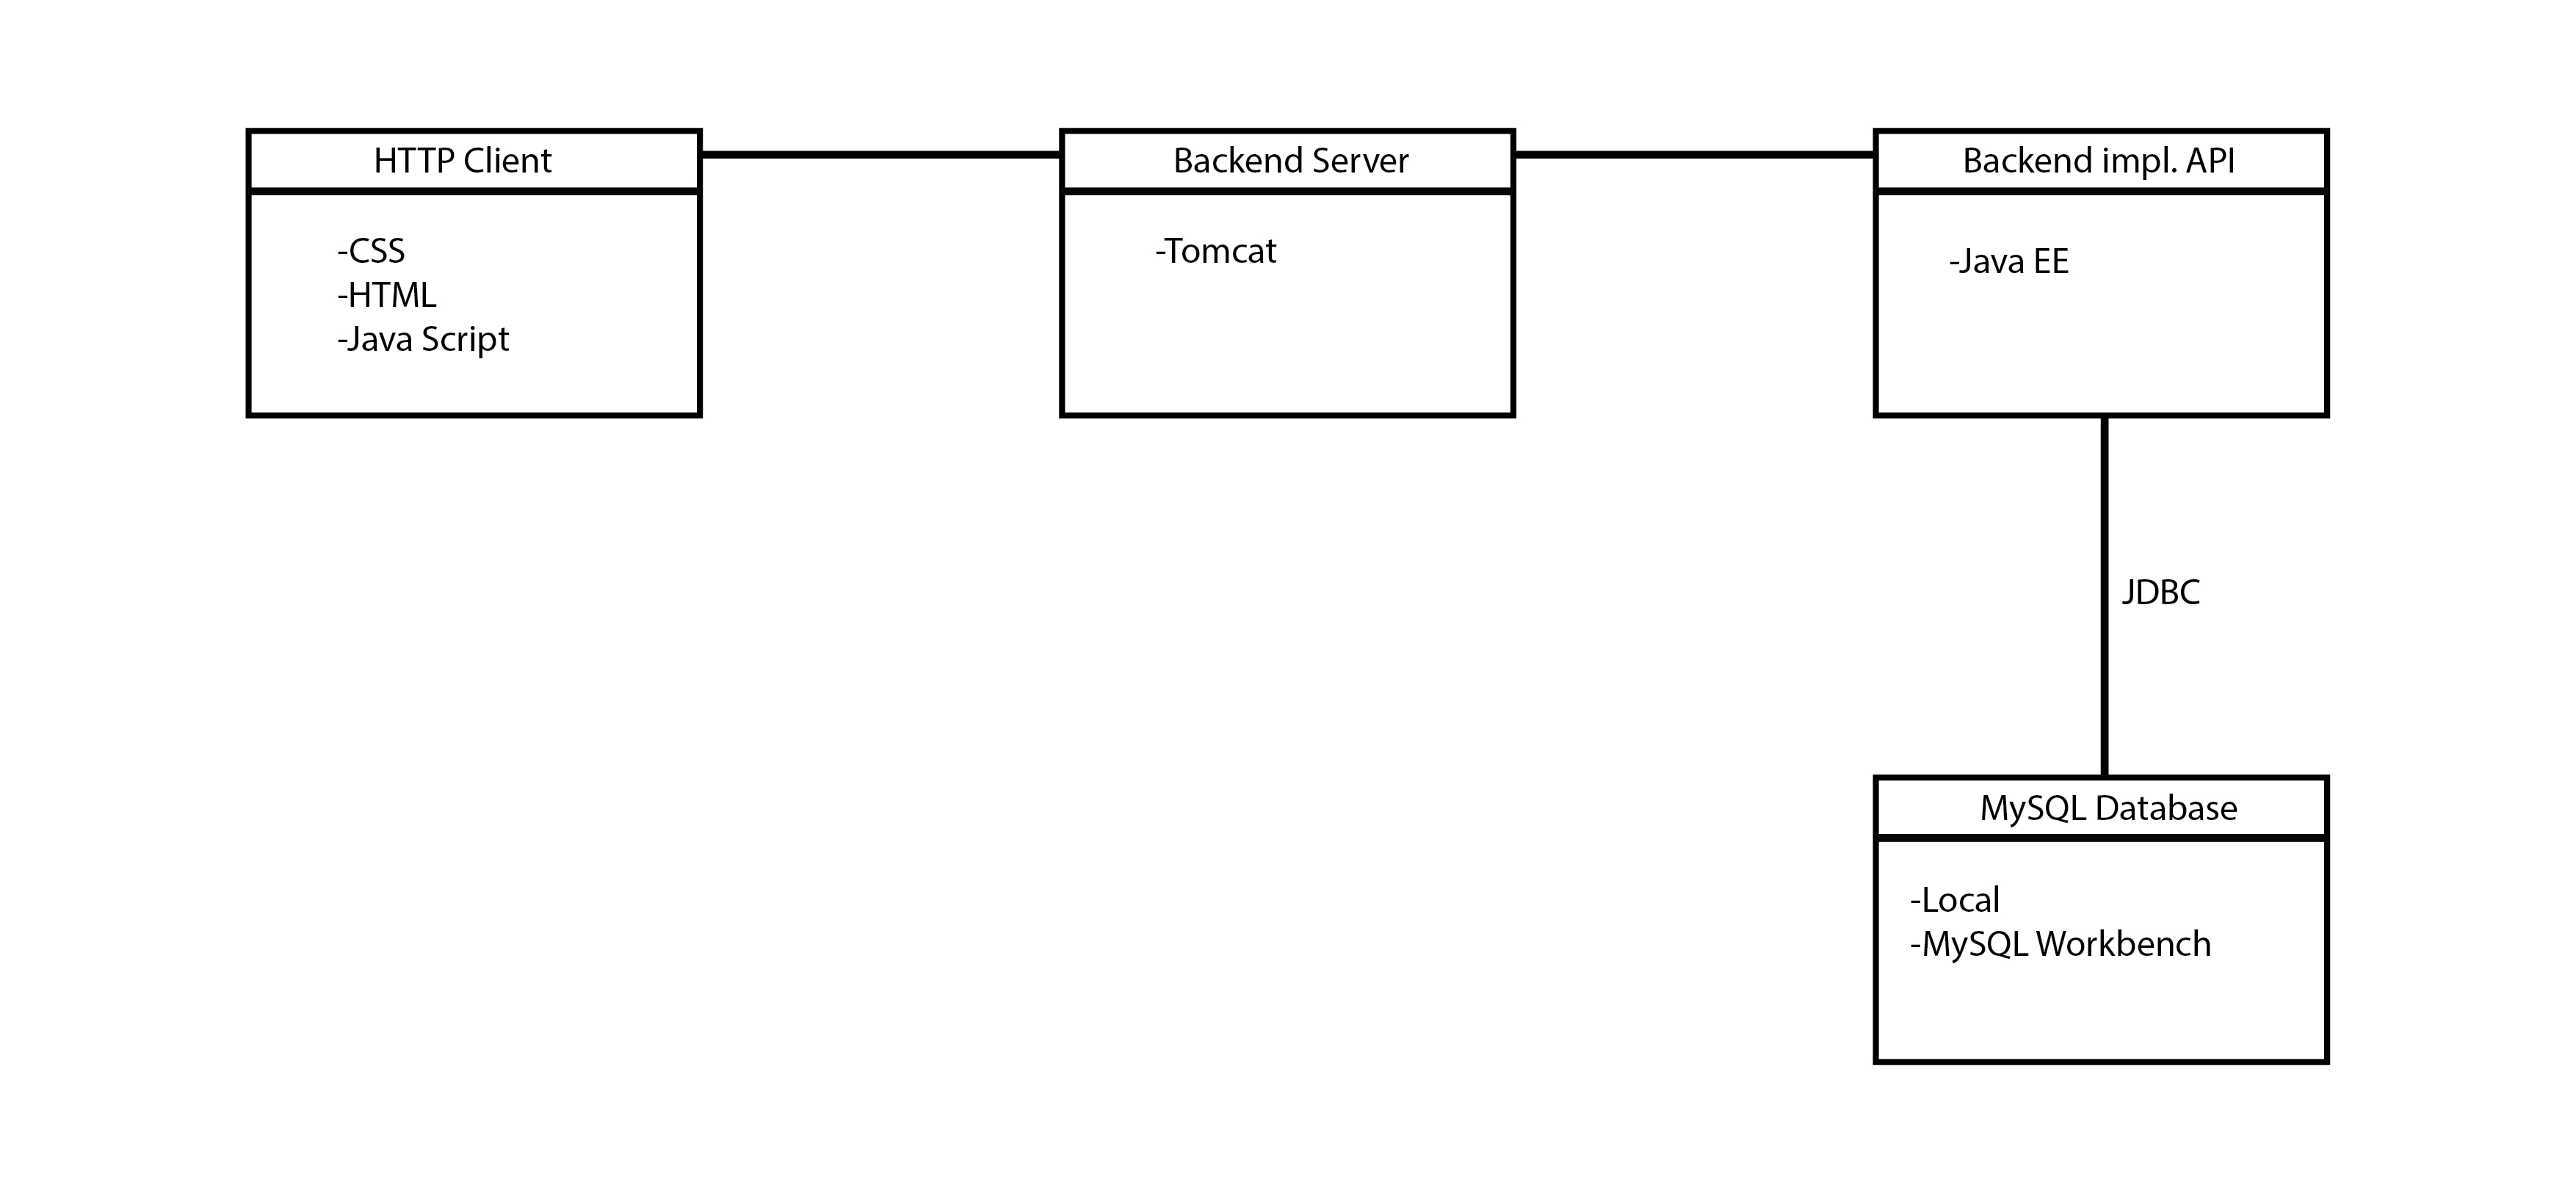 HTTP Client
-CSS
-HTML
-Java Script
Backend Server
-Tomcat
Backend impl. API
-Java EE
JDBC
MySQL Database
-Local
-MySQL Workbench